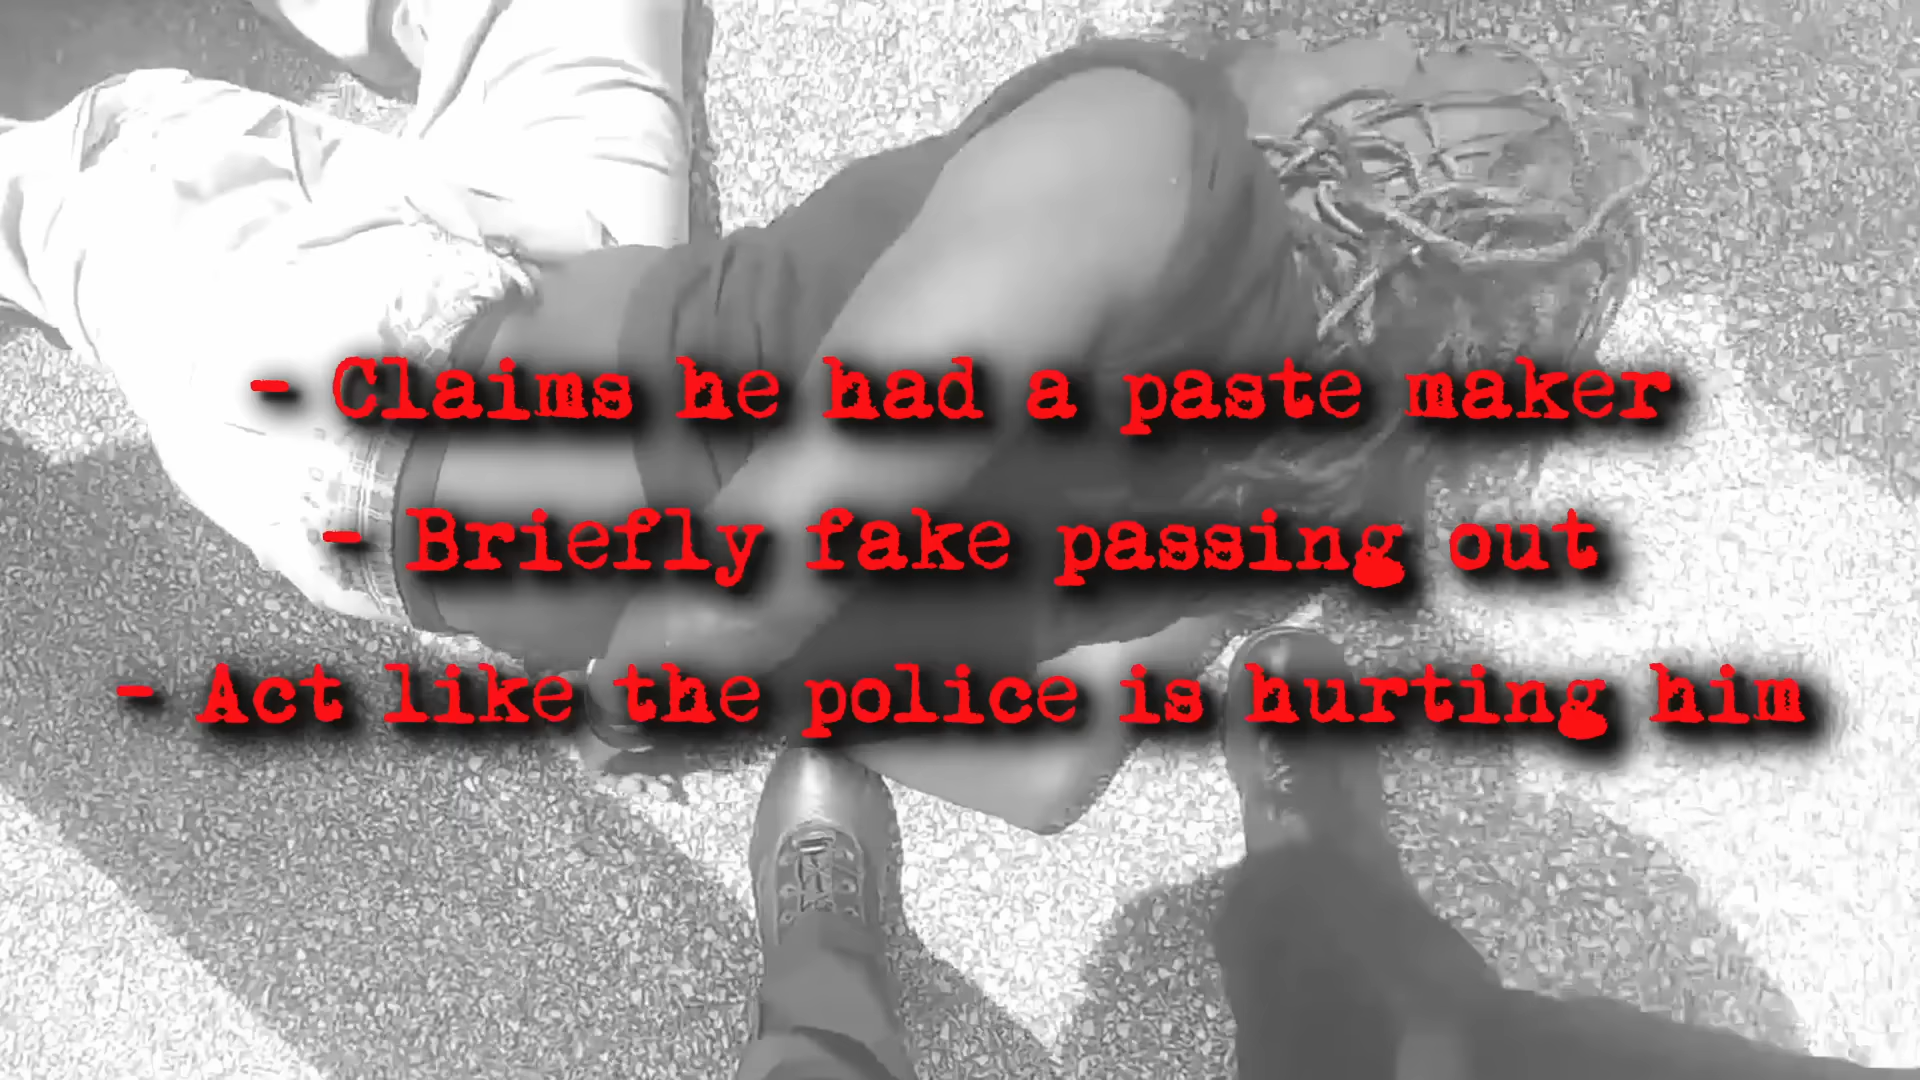 - Claims he had a paste maker
- Briefly fake passing out
- Act like the police is hurting him